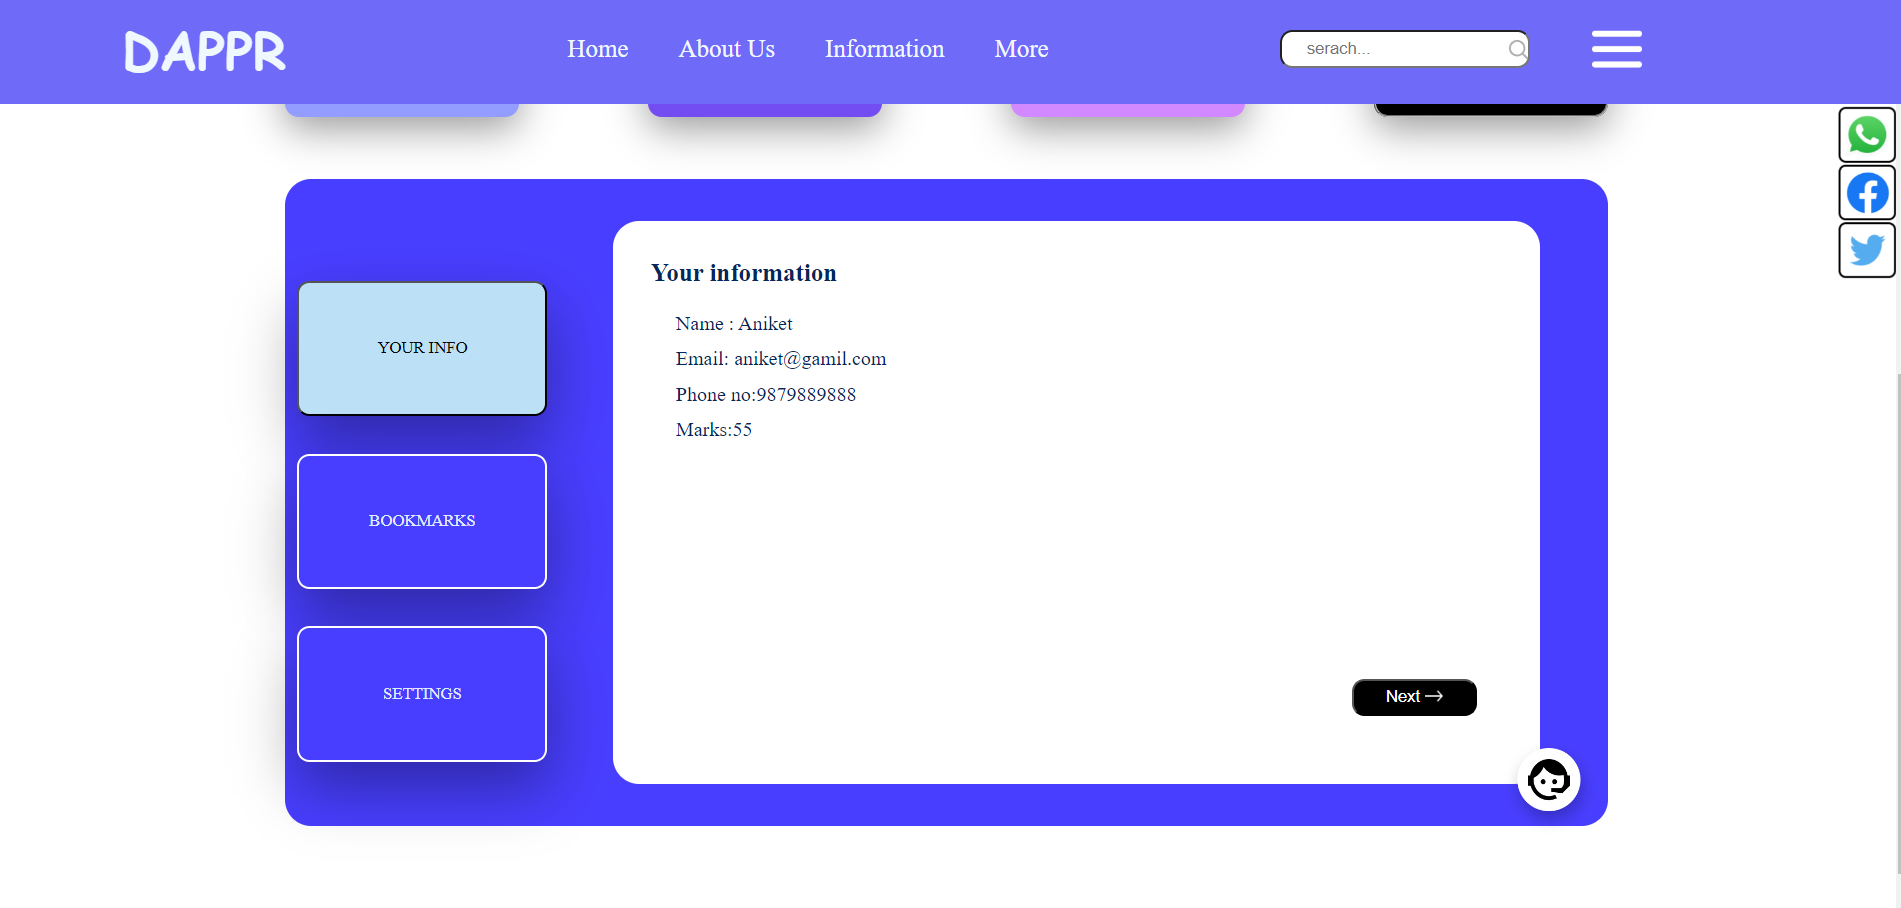 DAPPR
Home About Us Information More
serach...
Your information
Name : Aniket
Email: aniket@gamil.com
Phone no:9879889888
Marks:55
YOUR INFO
BOOKMARKS
SETTINGS
Next →